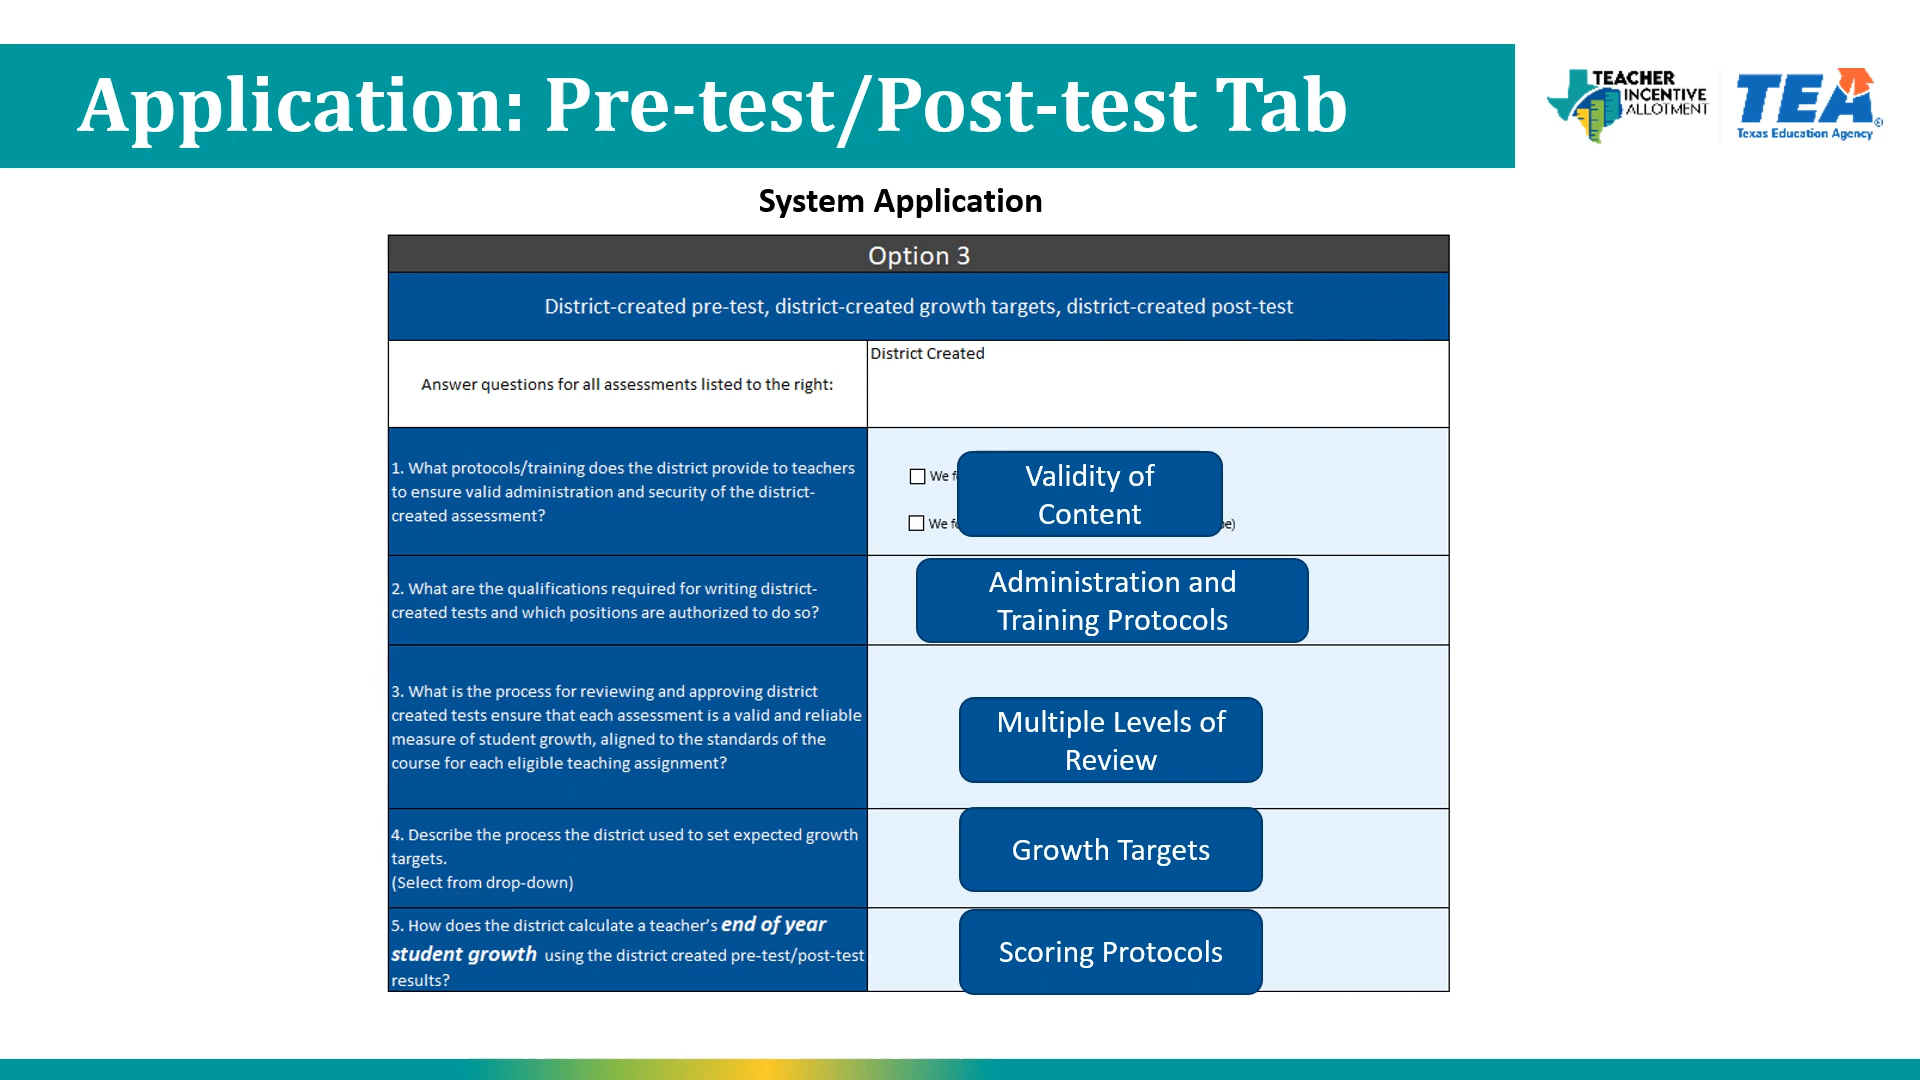 Application: Pre-test/Post-test Tab
TEACHER
INCENTIVE
ALLOTMENT
TEA
Texas Education Agency
System Application
Option 3
District-created pre-test, district-created growth targets, district-created post-test
Answer questions for all assessments listed to the right:
District Created
1. What protocols/training does the district provide to teachers
to ensure valid administration and security of the district-
created assessment?
We
We
Validity of
Content
2. What are the qualifications required for writing district-
created tests and which positions are authorized to do so?
Administration and
Training Protocols
3. What is the process for reviewing and approving district
created tests ensure that each assessment is a valid and reliable
measure of student growth, aligned to the standards of the
course for each eligible teaching assignment?
Multiple Levels of
Review
4. Describe the process the district used to set expected growth
targets.
(Select from drop-down)
Growth Targets
5. How does the district calculate a teacher's end of year
student growth using the district created pre-test/post-test
results?
Scoring Protocols